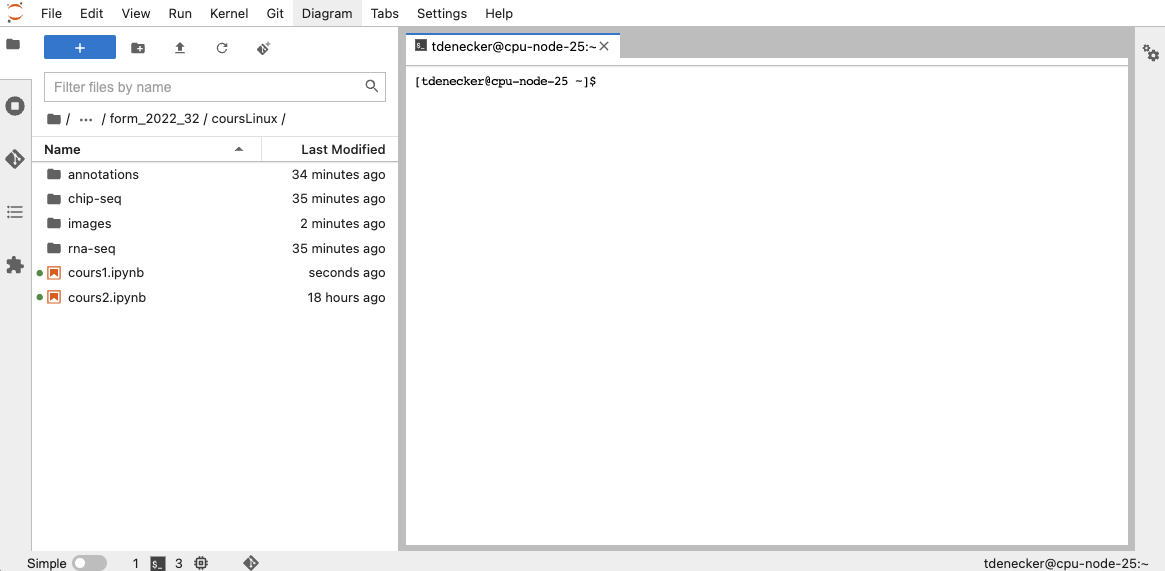 File Edit View Run Kernel Git Diagram Tabs Settings Help
Filter files by name
/ ... / form_2022_32 / coursLinux /
Name Last Modified
annotations 34 minutes ago
chip-seq 35 minutes ago
images 2 minutes ago
rna-seq 35 minutes ago
cours1.ipynb seconds ago
cours2.ipynb 18 hours ago
tdenecker@cpu-node-25:~
[tdenecker@cpu-node-25 ~]$
Simple 1 $_ 3 tdenecker@cpu-node-25:~